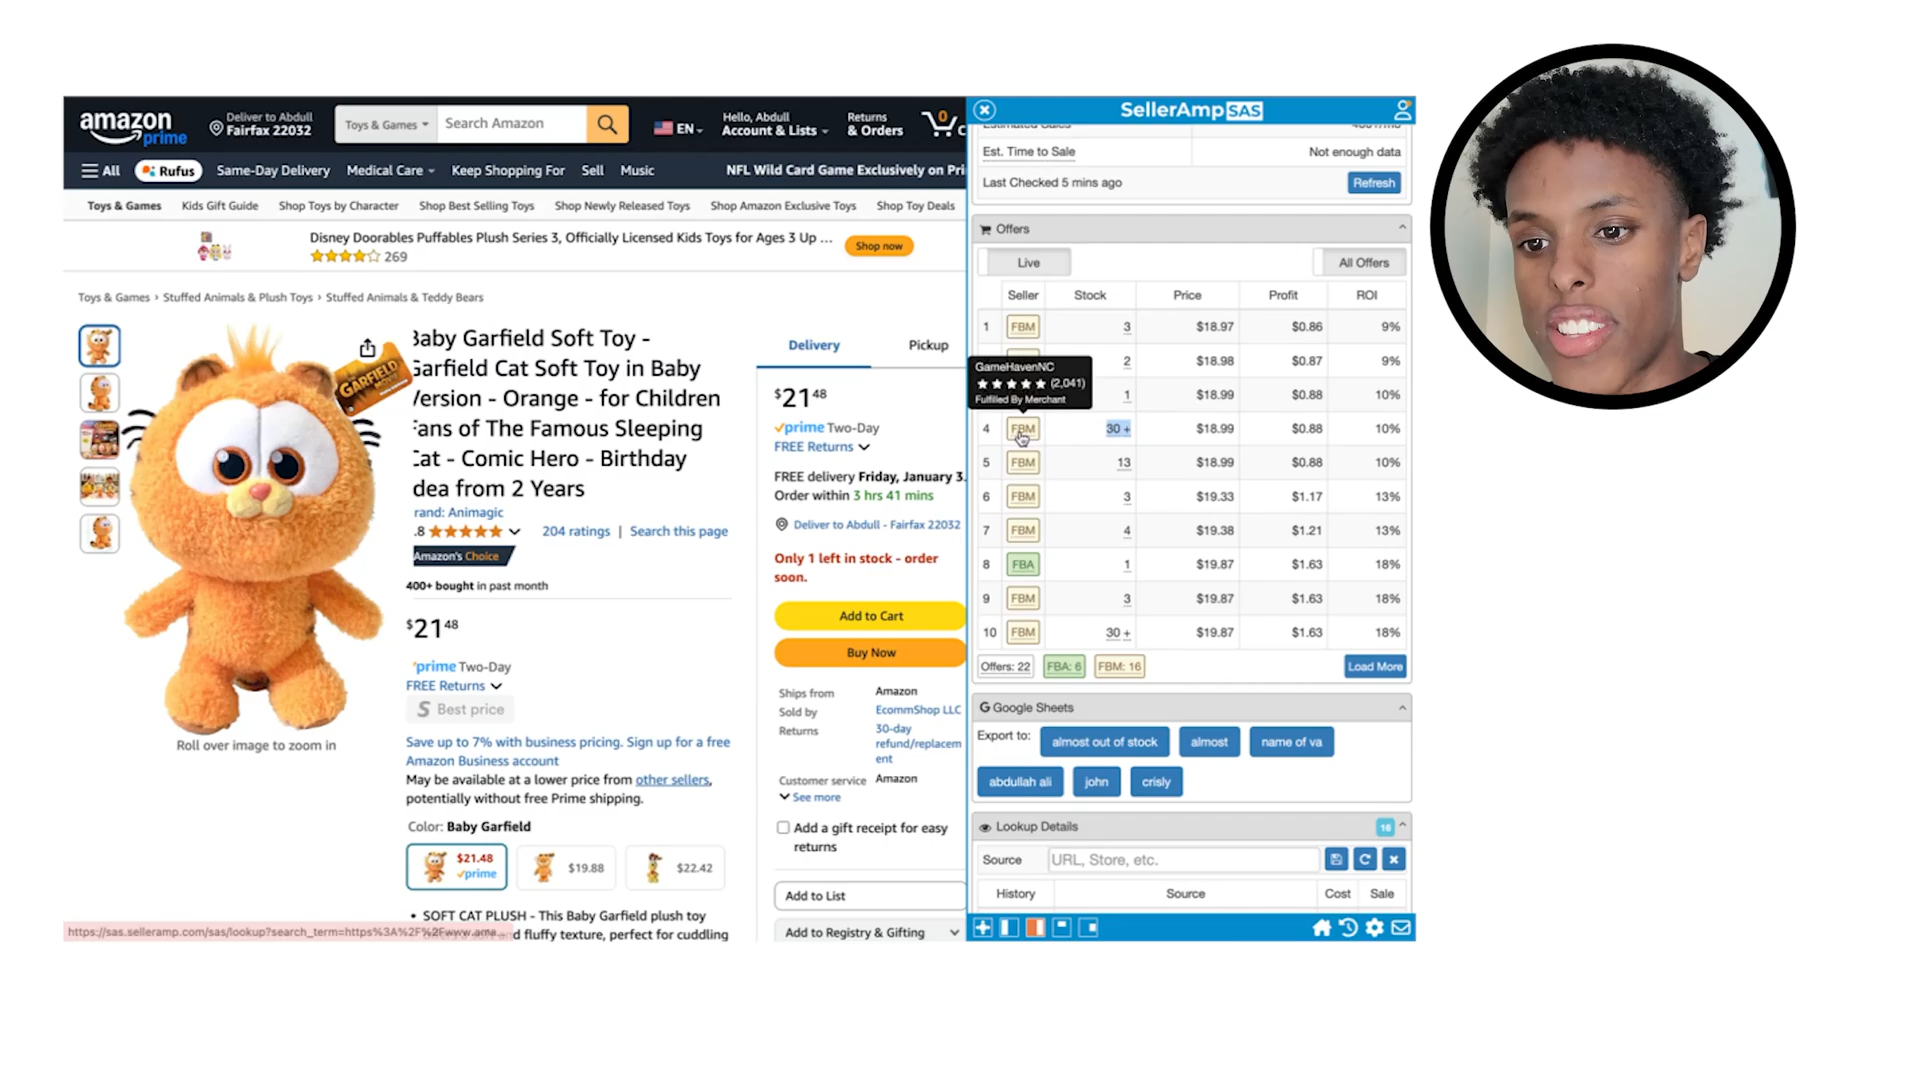 amazon
prime
Deliver to Abdull
Fairfax 22032
Toys & Games
Search Amazon
EN
Hello, Abdull
Account & Lists
Returns
& Orders
0
C
All
Rufus
Same-Day Delivery
Medical Care
Keep Shopping For
Sell
Music
NFL Wild Card Game Exclusively on Pri
Toys & Games
Kids Gift Guide
Shop Toys by Character
Shop Best Selling Toys
Shop Newly Released Toys
Shop Amazon Exclusive Toys
Shop Toy Deals
Disney Doorables Puffables Plush Series 3, Officially Licensed Kids Toys for Ages 3 Up ...
269
Shop now
Toys & Games › Stuffed Animals & Plush Toys › Stuffed Animals & Teddy Bears
GARFIELD
MOVIE
Roll over image to zoom in
Baby Garfield Soft Toy -
Garfield Cat Soft Toy in Baby
Version - Orange - for Children
Fans of The Famous Sleeping
Cat - Comic Hero - Birthday
dea from 2 Years
rand: Animagic
.8
204 ratings | Search this page
Amazon's Choice
400+ bought in past month
$21 48
prime Two-Day
FREE Returns
S Best price
Save up to 7% with business pricing. Sign up for a free
Amazon Business account
May be available at a lower price from other sellers,
potentially without free Prime shipping.
Color: Baby Garfield
$21.48
prime
$19.88
$22.42
• SOFT CAT PLUSH - This Baby Garfield plush toy
d fluffy texture, perfect for cuddling
https://sas.selleramp.com/sas/lookup?search_term=https%3A%2F%2Fwww.ama...
Delivery
Pickup
$21 48
prime Two-Day
FREE Returns
FREE delivery Friday, January 3.
Order within 3 hrs 41 mins
Deliver to Abdull - Fairfax 22032
Only 1 left in stock - order
soon.
Add to Cart
Buy Now
Ships from Amazon
Sold by EcommShop LLC
Returns 30-day
refund/replacem
ent
Customer service Amazon
See more
Add a gift receipt for easy
returns
Add to List
Add to Registry & Gifting
SellerAmp SAS
Estimated Sales
Est. Time to Sale Not enough data
Last Checked 5 mins ago Refresh
Offers
Live
All Offers
Seller Stock Price Profit ROI
1 FBM 3 $18.97 $0.86 9%
2 $18.98 $0.87 9%
GameHavenNC
(2,041)
Fulfilled By Merchant
1 $18.99 $0.88 10%
4 FBM 30 + $18.99 $0.88 10%
5 FBM 13 $18.99 $0.88 10%
6 FBM 3 $19.33 $1.17 13%
7 FBM 4 $19.38 $1.21 13%
8 FBA 1 $19.87 $1.63 18%
9 FBM 3 $19.87 $1.63 18%
10 FBM 30 + $19.87 $1.63 18%
Offers: 22 FBA: 6 FBM: 16 Load More
Google Sheets
Export to: almost out of stock almost name of va
abdullah ali john crisly
Lookup Details 16
Source URL, Store, etc.
History Source Cost Sale